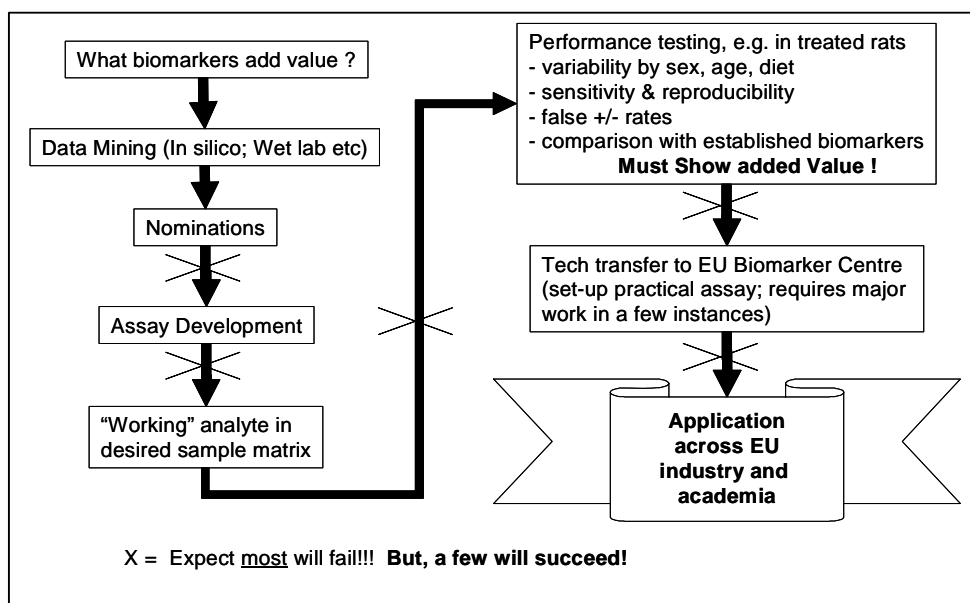 What biomarkers add value ?
Data Mining (In silico; Wet lab etc)
Nominations
Assay Development
“Working” analyte in
desired sample matrix
Performance testing, e.g. in treated rats
- variability by sex, age, diet
- sensitivity & reproducibility
- false +/- rates
- comparison with established biomarkers
Must Show added Value !
Tech transfer to EU Biomarker Centre
(set-up practical assay; requires major
work in a few instances)
Application
across EU
industry and
academia
X = Expect most will fail!!! But, a few will succeed!